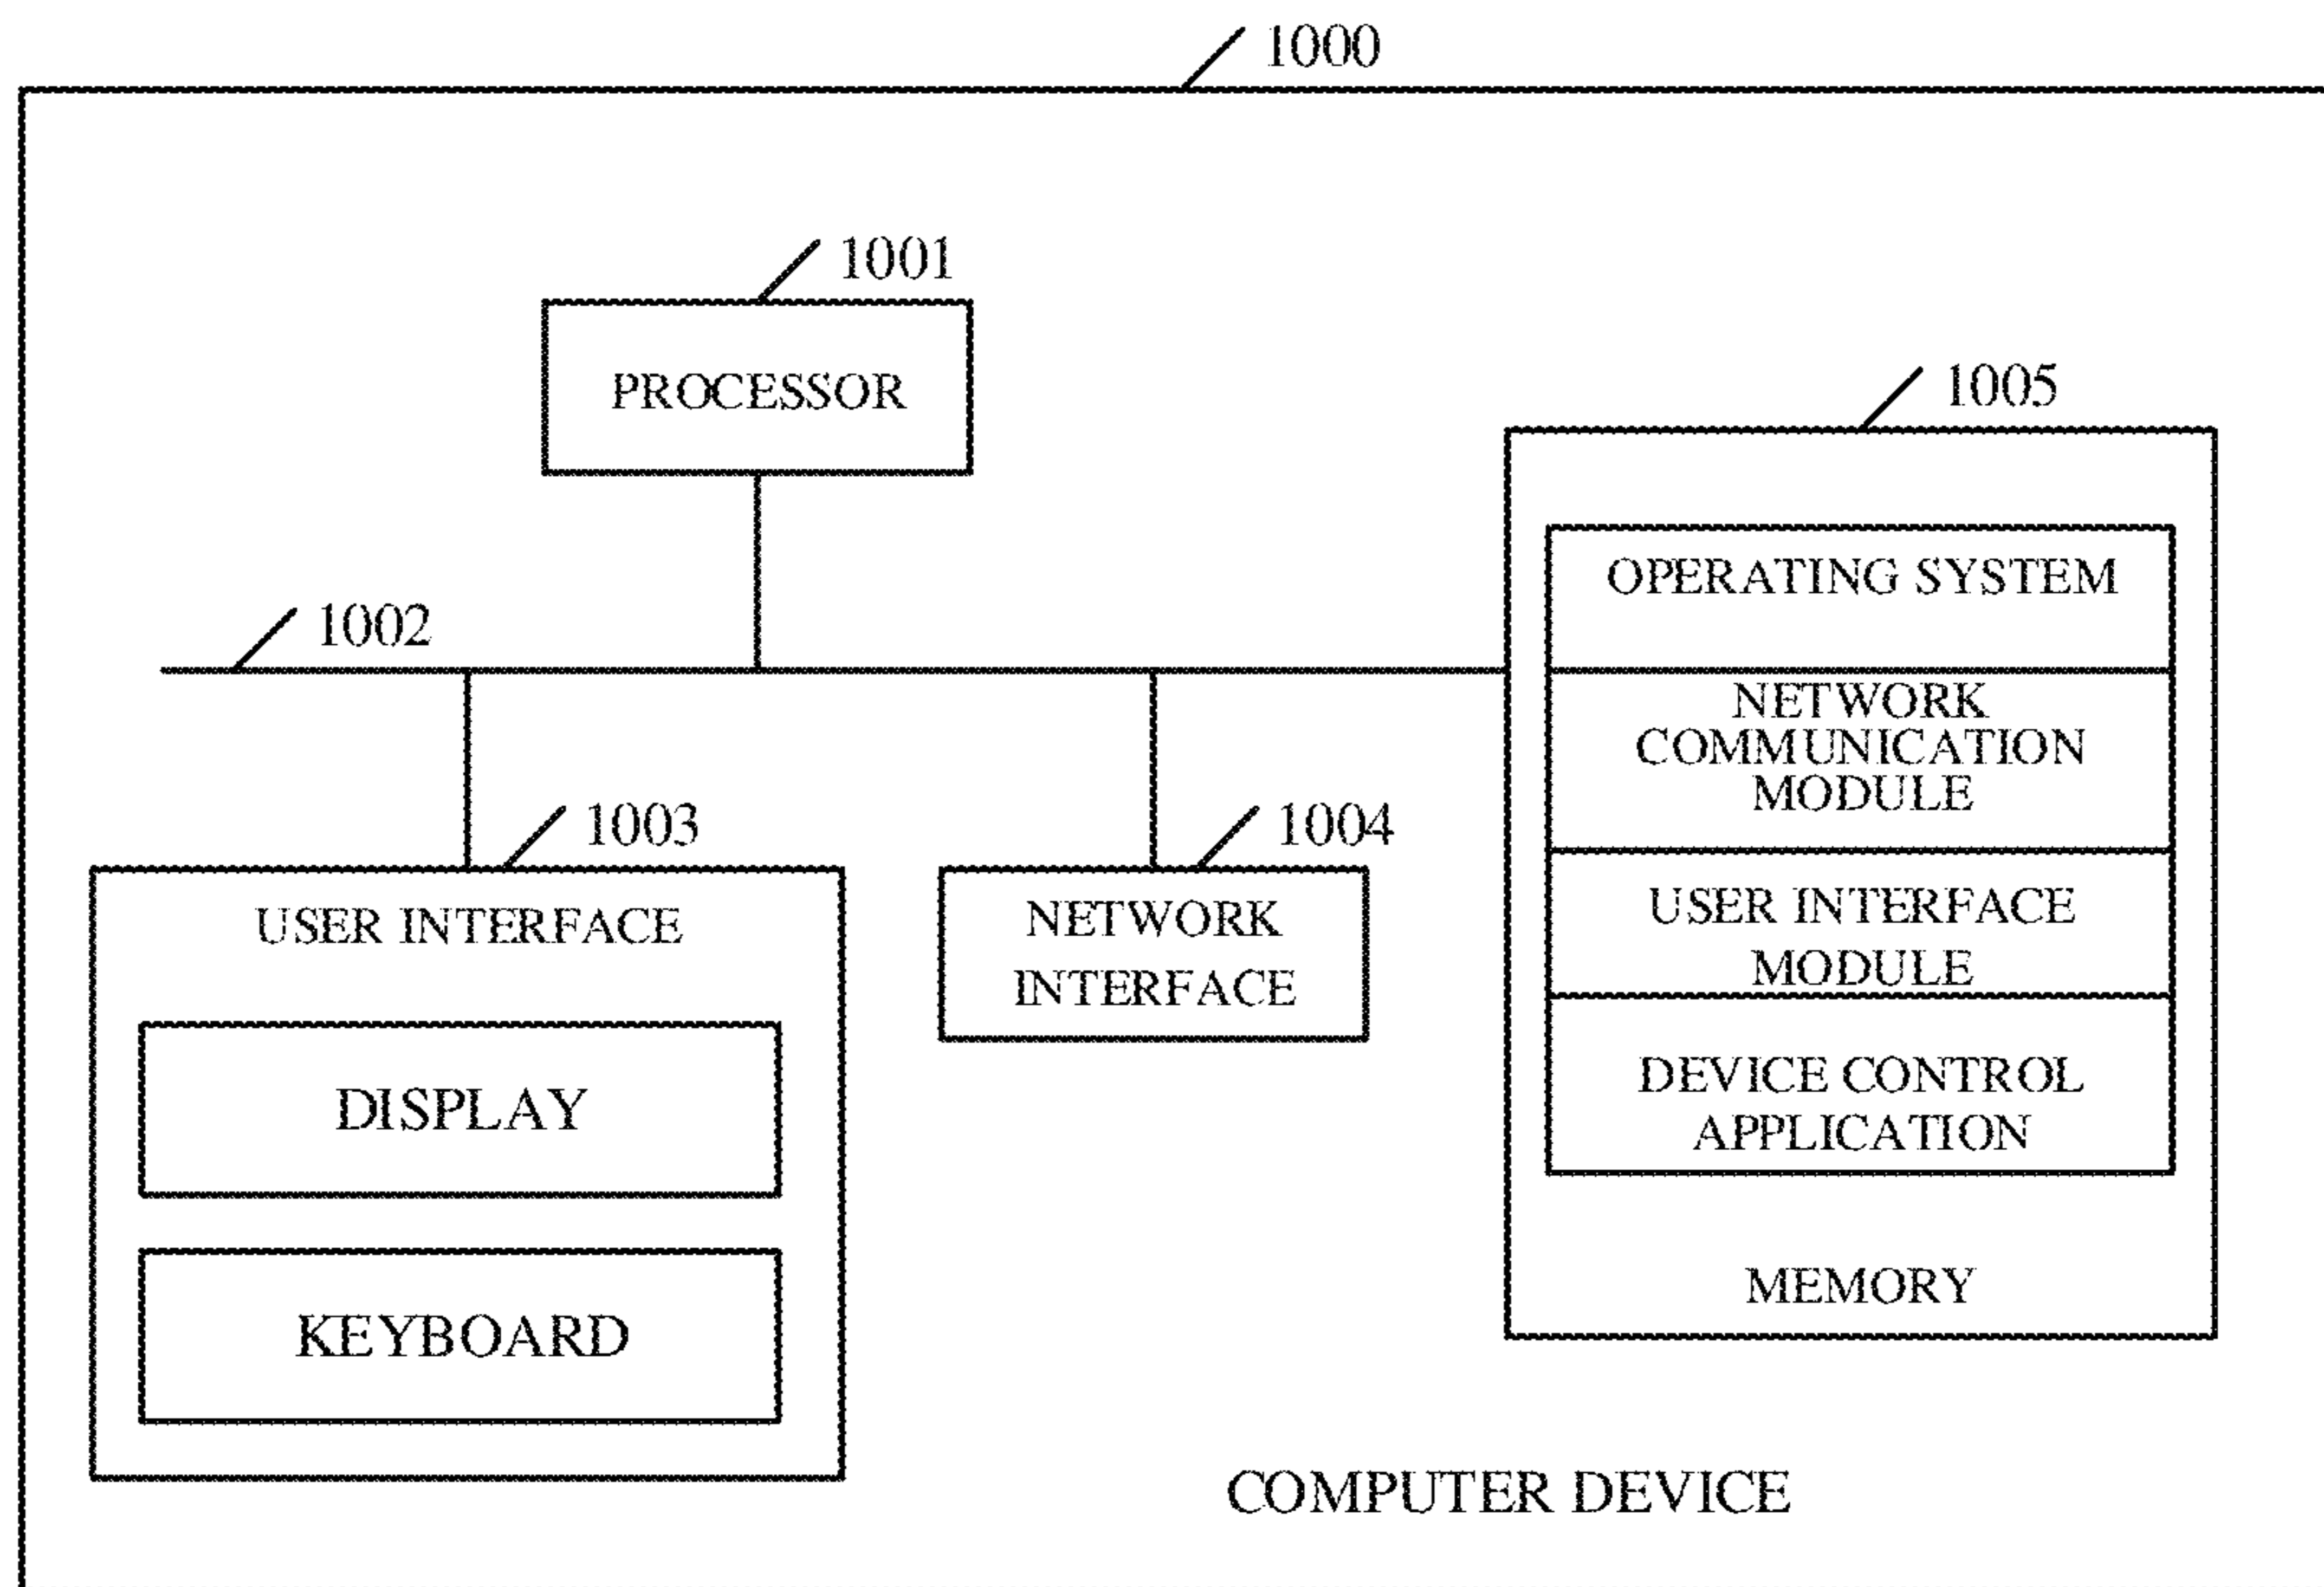 1000
1001
PROCESSOR
1005
OPERATING SYSTEM
1002
NETWORK
COMMUNICATION
MODULE
1003
1004
USER INTERFACE
NETWORK
INTERFACE
USER INTERFACE
MODULE
DISPLAY
DEVICE CONTROL
APPLICATION
KEYBOARD
MEMORY
COMPUTER DEVICE